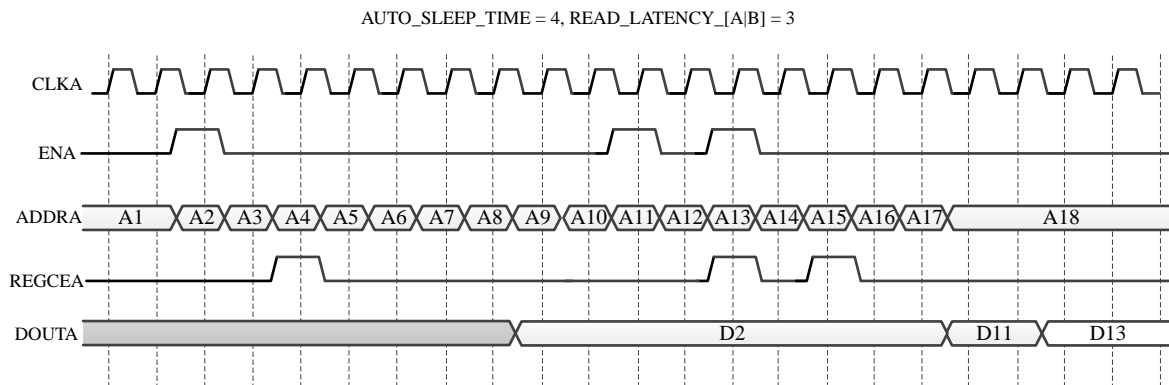 AUTO_SLEEP_TIME = 4, READ_LATENCY_[A|B] = 3
CLKA
ENA
ADDRA A1 A2 A3 A4 A5 A6 A7 A8 A9 A10 A11 A12 A13 A14 A15 A16 A17 A18
REGCEA
DOUTA D2 D11 D13